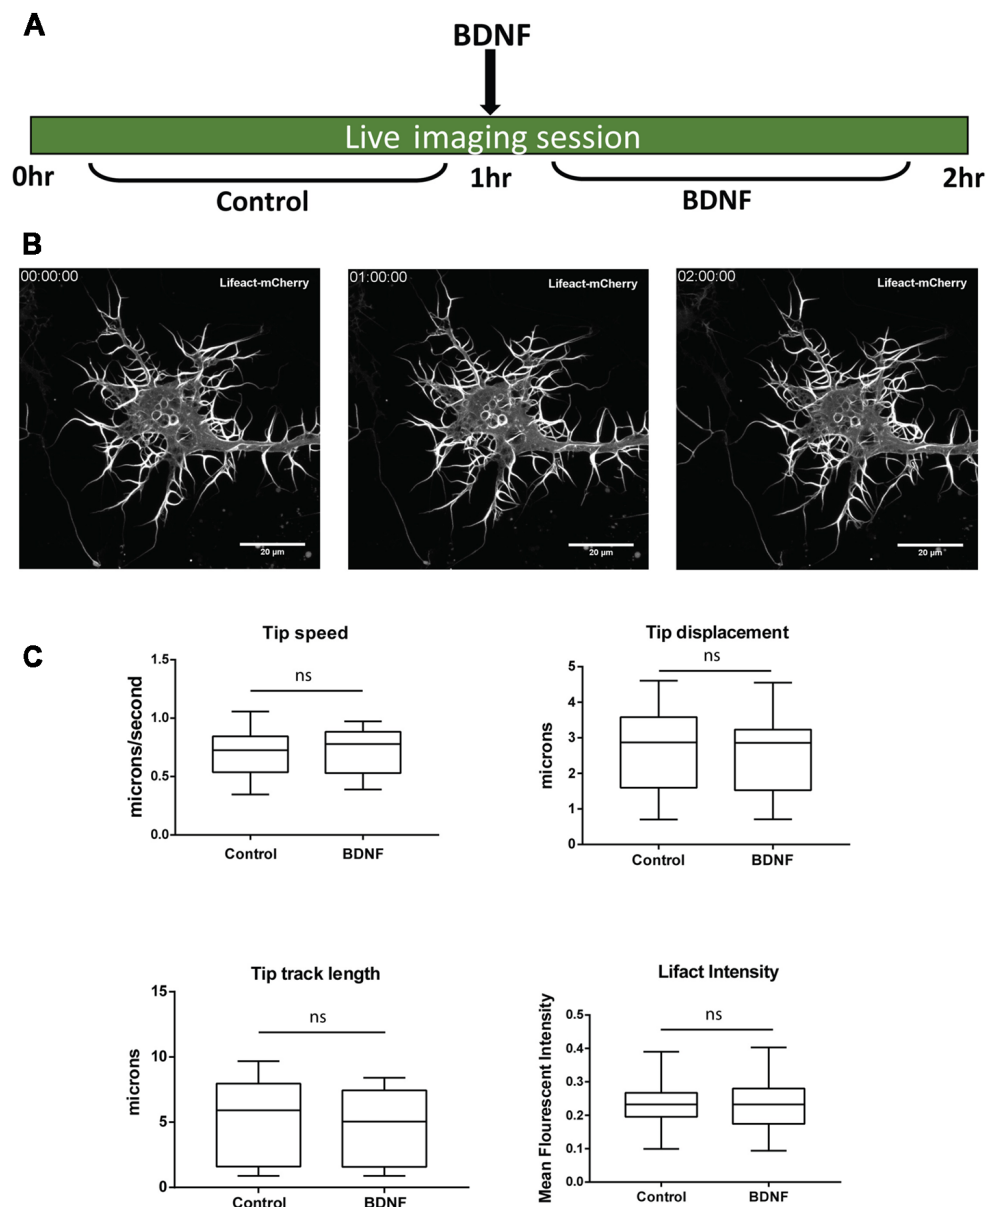 A
BDNF
Live imaging session
0hr
1hr
2hr
Control
BDNF
B
00:00:00
Lifeact-mCherry
20 µm
01:00:00
Lifeact-mCherry
20 µm
02:00:00
Lifeact-mCherry
20 µm
C
Tip speed
ns
microns/second
1.5
1.0
0.5
0.0
Control
BDNF
Tip displacement
ns
microns
5
4
3
2
1
0
Control
BDNF
Tip track length
ns
microns
15
10
5
0
Control
BDNF
Lifact Intensity
ns
Mean Flourescent Intensity
0.5
0.4
0.3
0.2
0.1
0.0
Control
BDNF